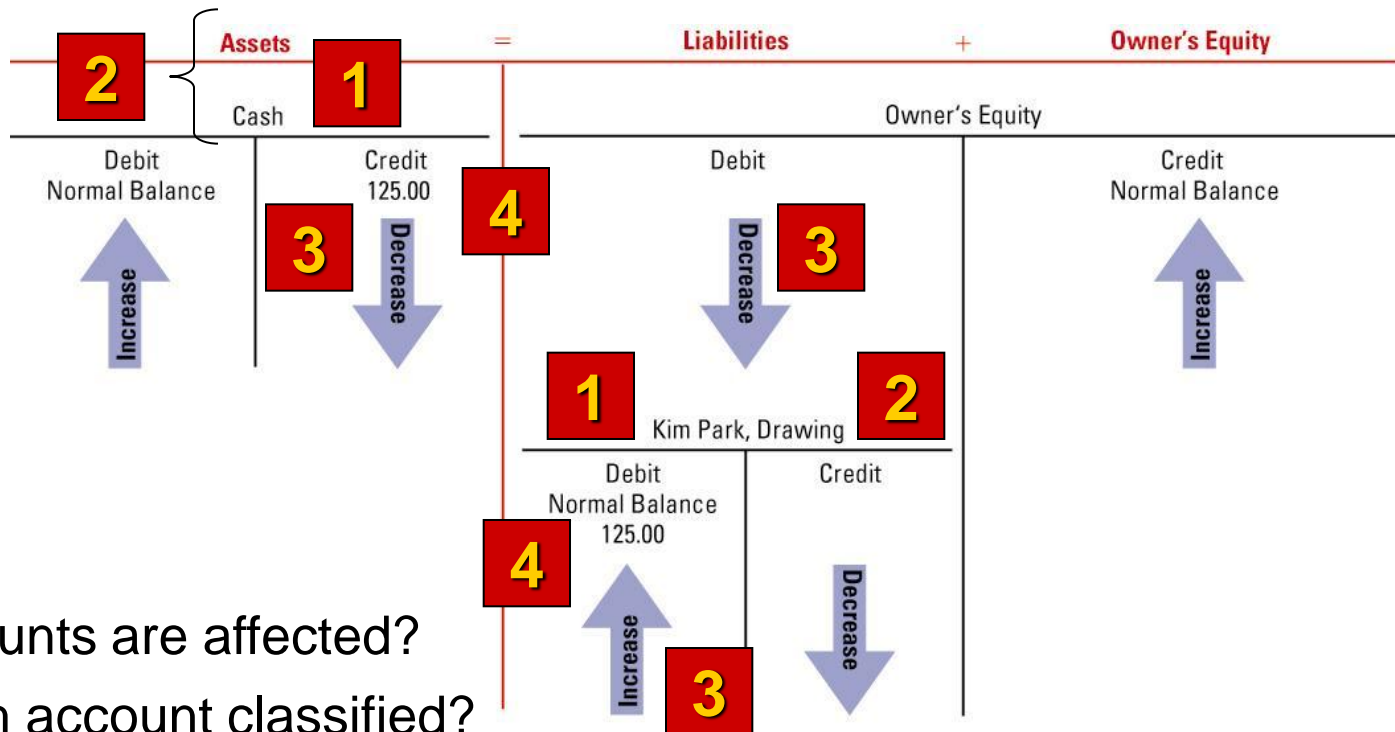 Assets = Liabilities + Owner's Equity
2
1
Cash
Owner's Equity
Debit
Normal Balance
Credit
125.00
Debit
Credit
Normal Balance
4
3
3
Increase
Decrease
Decrease
Increase
1
2
Kim Park, Drawing
Debit
Normal Balance
125.00
Credit
4
Increase
Decrease
3
are affected?
account classified?